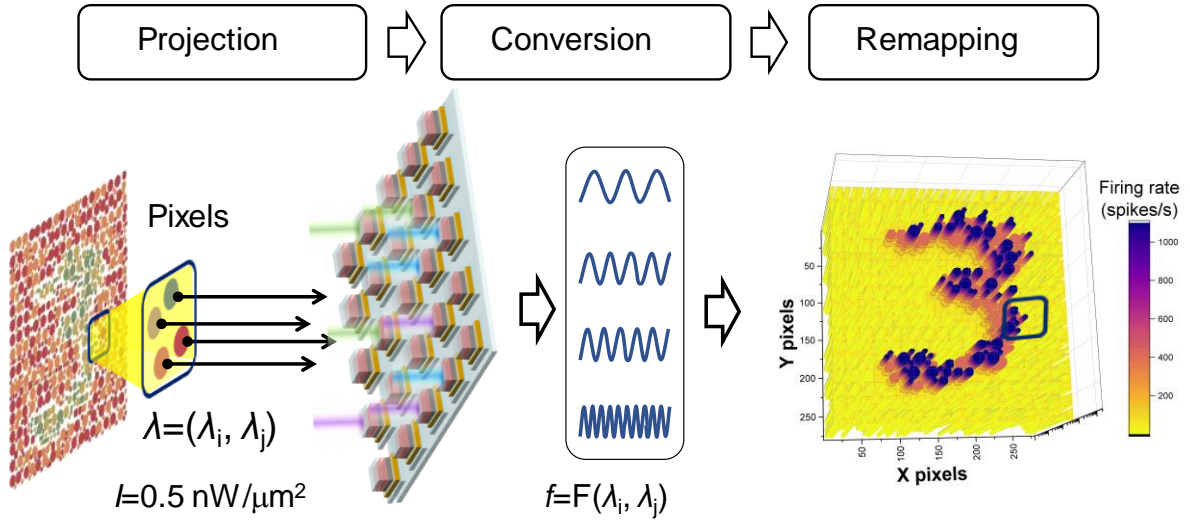 Projection
Conversion
Remapping
Pixels
λ=(λi, λj)
I=0.5 nW/μm²
f=F(λi, λj)
Firing rate
(spikes/s)
1000
800
600
400
200
Y pixels
50
100
150
200
250
50
100
150
200
250
X pixels